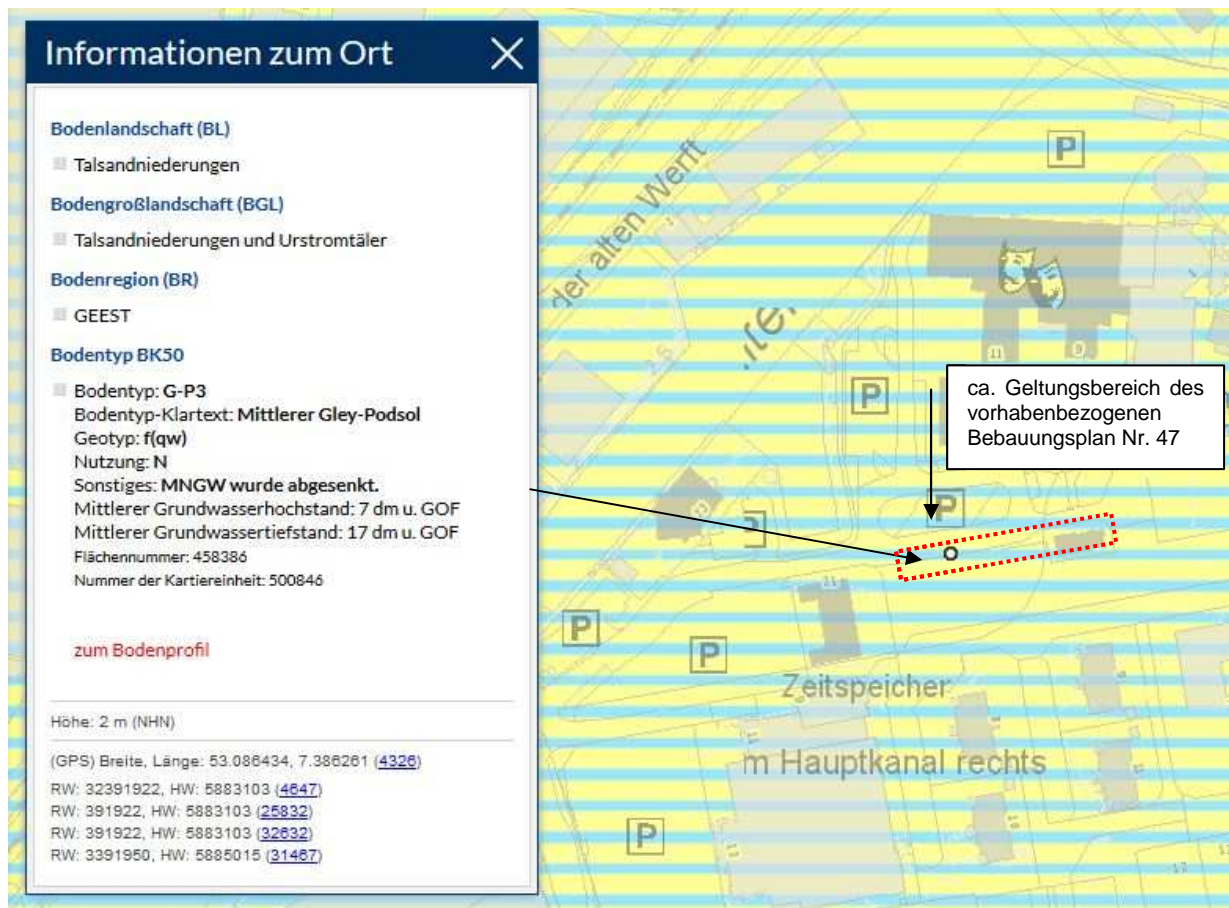 Informationen zum Ort
Bodenlandschaft (BL)
Talsandniederungen
Bodengroßlandschaft (BGL)
Talsandniederungen und Urstromtäler
Bodenregion (BR)
GEEST
Bodentyp BK50
Bodentyp: G-P3
Bodentyp-Klartext: Mittlerer Gley-Podsol
Geotyp: f(qw)
Nutzung: N
Sonstiges: MNGW wurde abgesenkt.
Mittlerer Grundwasserhochstand: 7 dm u. GOF
Mittlerer Grundwassertiefstand: 17 dm u. GOF
Flächennummer: 458386
Nummer der Kartiereinheit: 500846
zum Bodenprofil
Höhe: 2 m (NHN)
(GPS) Breite, Länge: 53.086434, 7.386261 (4326)
RW: 32391922, HW: 5883103 (4647)
RW: 391922, HW: 5883103 (25832)
RW: 391922, HW: 5883103 (32632)
RW: 3391950, HW: 5885015 (31467)
P
der alten Werft
11
9
P
ca. Geltungsbereich des
vorhabenbezogenen
Bebauungsplan Nr. 47
P
21
P
P
Zeitspeicher
m Hauptkanal rechts
P